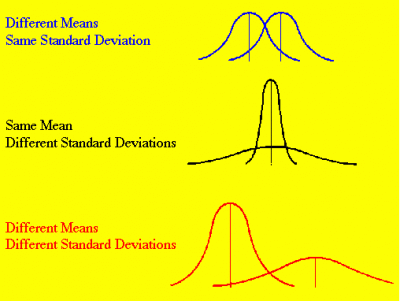 Different Means
Same Standard Deviation
Same Mean
Different Standard Deviations
Different Means
Different Standard Deviations